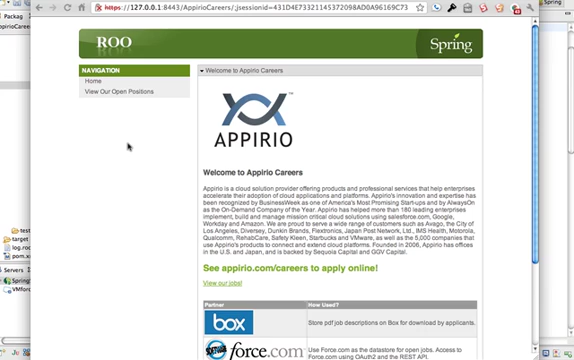 https://127.0.0.1:8443/AppirioCareers/;jsessionid=431D4E7332114537209 8AD0A96169C73
Spring
Packag
AppirioCareers
ROO
Spring
NAVIGATION
Home
View Our Open Positions
Welcome to Appirio Careers
APPIRIO
Welcome to Appirio Careers
Appirio is a cloud solution provider offering products and professional services that help enterprises
accelerate their adoption of cloud applications and platforms. Appirio's innovation and expertise has
been recognized by BusinessWeek as one of America's Most Promising Start-ups and by AlwaysOn
as the On-Demand Company of the Year. Appirio has helped more than 180 leading enterprises
implement, build and manage mission critical cloud solutions using salesforce.com, Google,
Workday and Amazon. We are proud to serve a wide range of customers such as Avago, the City of
Los Angeles, Diversey, Dunkin Brands, Flextronics, Japan Post Network, Ltd., IMS Health, Motorola,
Qualcomm, RehabCare, Safety Kleen, Starbucks and VMware, as well as the 5,000 companies that
use Appirio's products to connect and extend cloud platforms. Founded in 2006, Appirio has offices
in the U.S. and Japan, and is backed by Sequoia Capital and GGV Capital.
See appirio.com/careers to apply online!
View our jobs!
Partner How Used?
box Store pdf job descriptions on Box for download by applicants.
force.com Use Force.com as the datastore for open jobs. Access to
Force.com using OAuth2 and the REST API.
test
target
log.roo
pom.x
Servers
Spring
VMforc